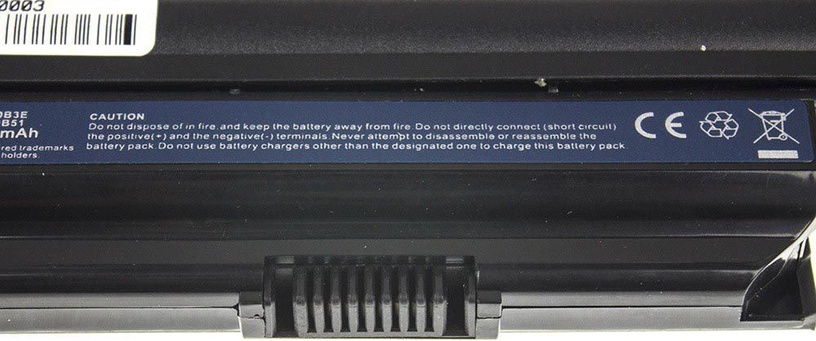 0003
0B3E
B51
mAh
red trademarks
holders.
CAUTION
Do not dispose of in fire,and keep the battery away from fire. Do not directly connect (short circuit)
the positive(+) and the negative(-) terminals. Never attempt to disassemble or reassemble the
battery pack. Do not use battery chargers other than the designated one to charge this battery pack.
CE